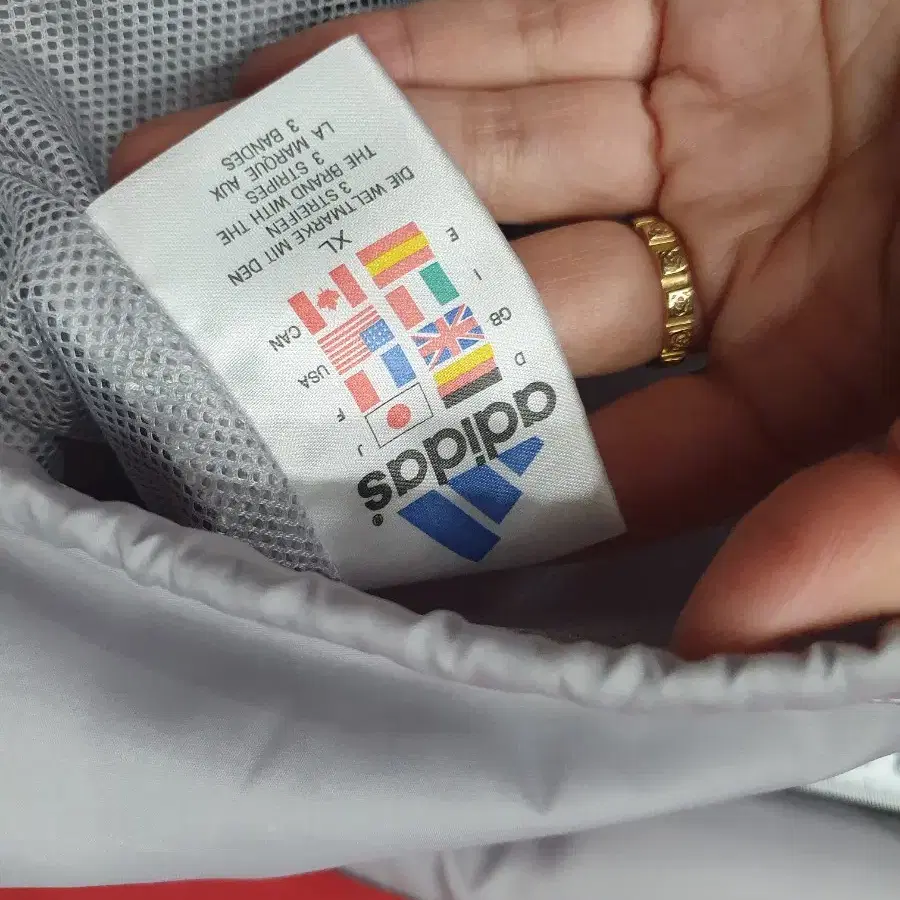 adidas®
D J
GB F
I USA
E CAN
XL
DIE WELTMARKE MIT DEN
3 STREIFEN
THE BRAND WITH THE
3 STRIPES
LA MARQUE AUX
3 BANDES